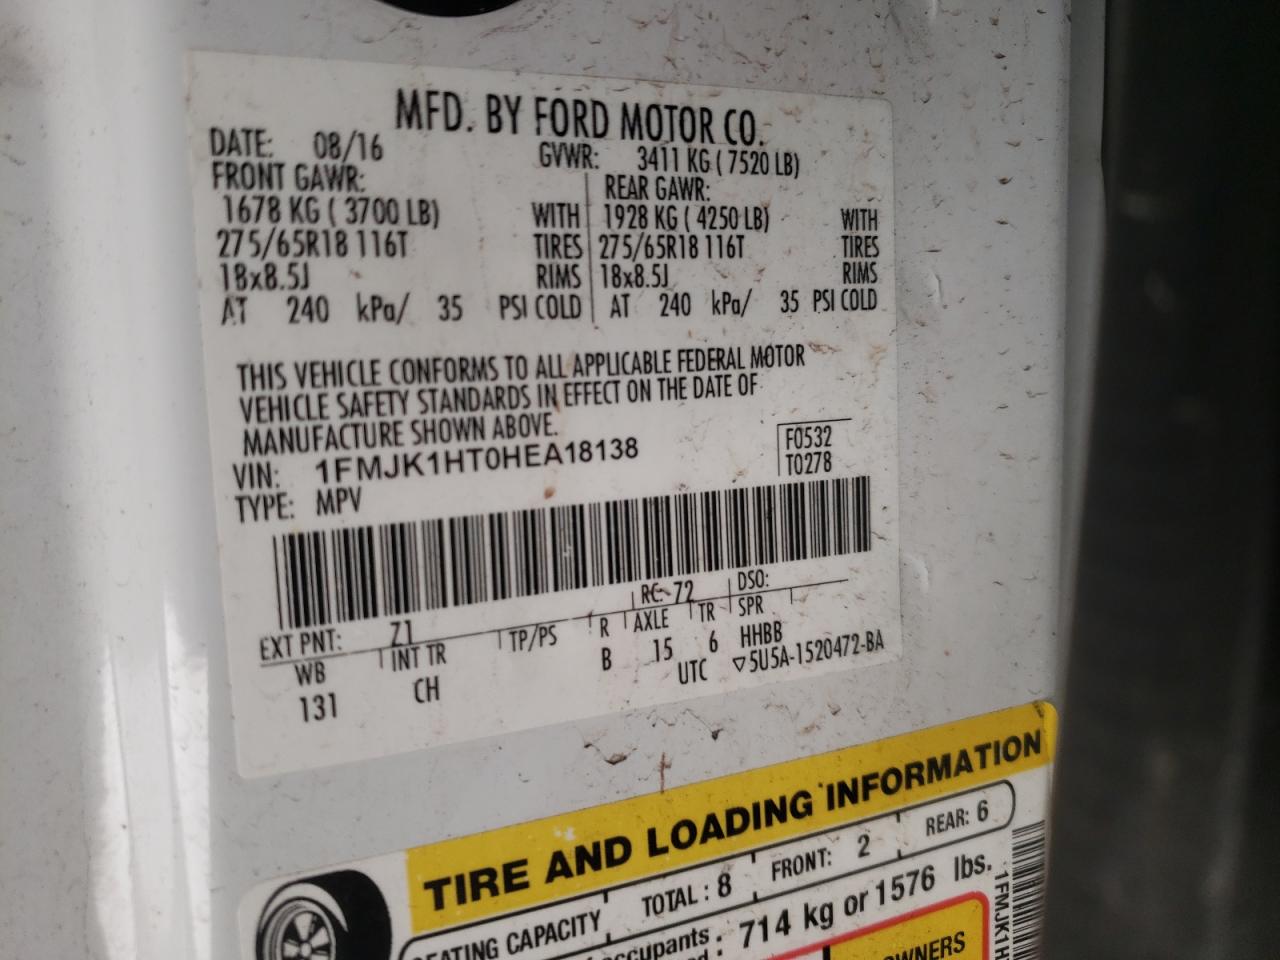 MFD. BY FORD MOTOR CO.
DATE: 08/16 GVWR: 3411 KG ( 7520 LB)
FRONT GAWR: REAR GAWR:
1678 KG ( 3700 LB) WITH 1928 KG ( 4250 LB) WITH
275/65R18 116T TIRES 275/65R18 116T TIRES
18x8.5J RIMS 18x8.5J RIMS
AT 240 kPa/ 35 PSI COLD AT 240 kPa/ 35 PSI COLD
THIS VEHICLE CONFORMS TO ALL APPLICABLE FEDERAL MOTOR
VEHICLE SAFETY STANDARDS IN EFFECT ON THE DATE OF
MANUFACTURE SHOWN ABOVE.
VIN: 1FMJK1HT0HEA18138 F0532
TYPE: MPV T0278
EXT PNT: Z1 RC: 72 DSO:
WB INT TR TP/PS R AXLE TR SPR
131 CH B 15 6 HHBB
UTC ▽5U5A-1520472-BA
TIRE AND LOADING INFORMATION
SEATING CAPACITY TOTAL : 8 FRONT: 2 REAR: 6
occupants : 714 kg or 1576 lbs.
OWNERS
1FMJK1H